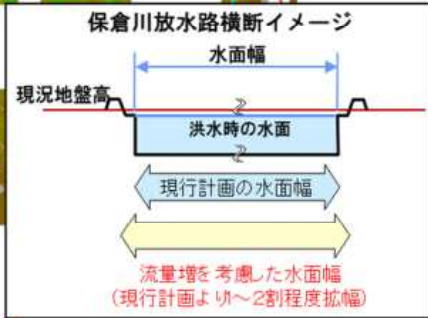 保倉川放水路横断イメージ
水面幅
現況地盤高
洪水時の水面
現行計画の水面幅
流量増を考慮した水面幅
(現行計画より～2割程度拡幅)